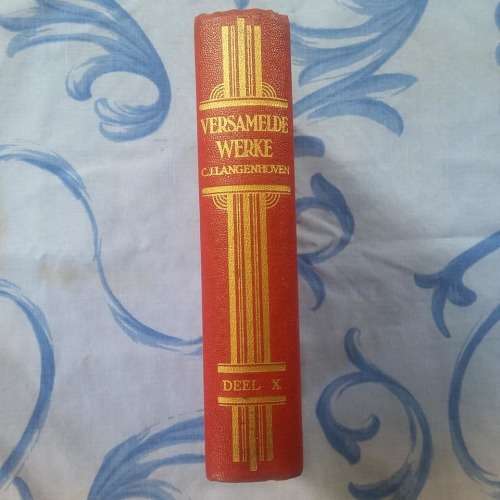 VERSAMELDE
WERKE
C.J. LANGENHOVEN
DEEL X